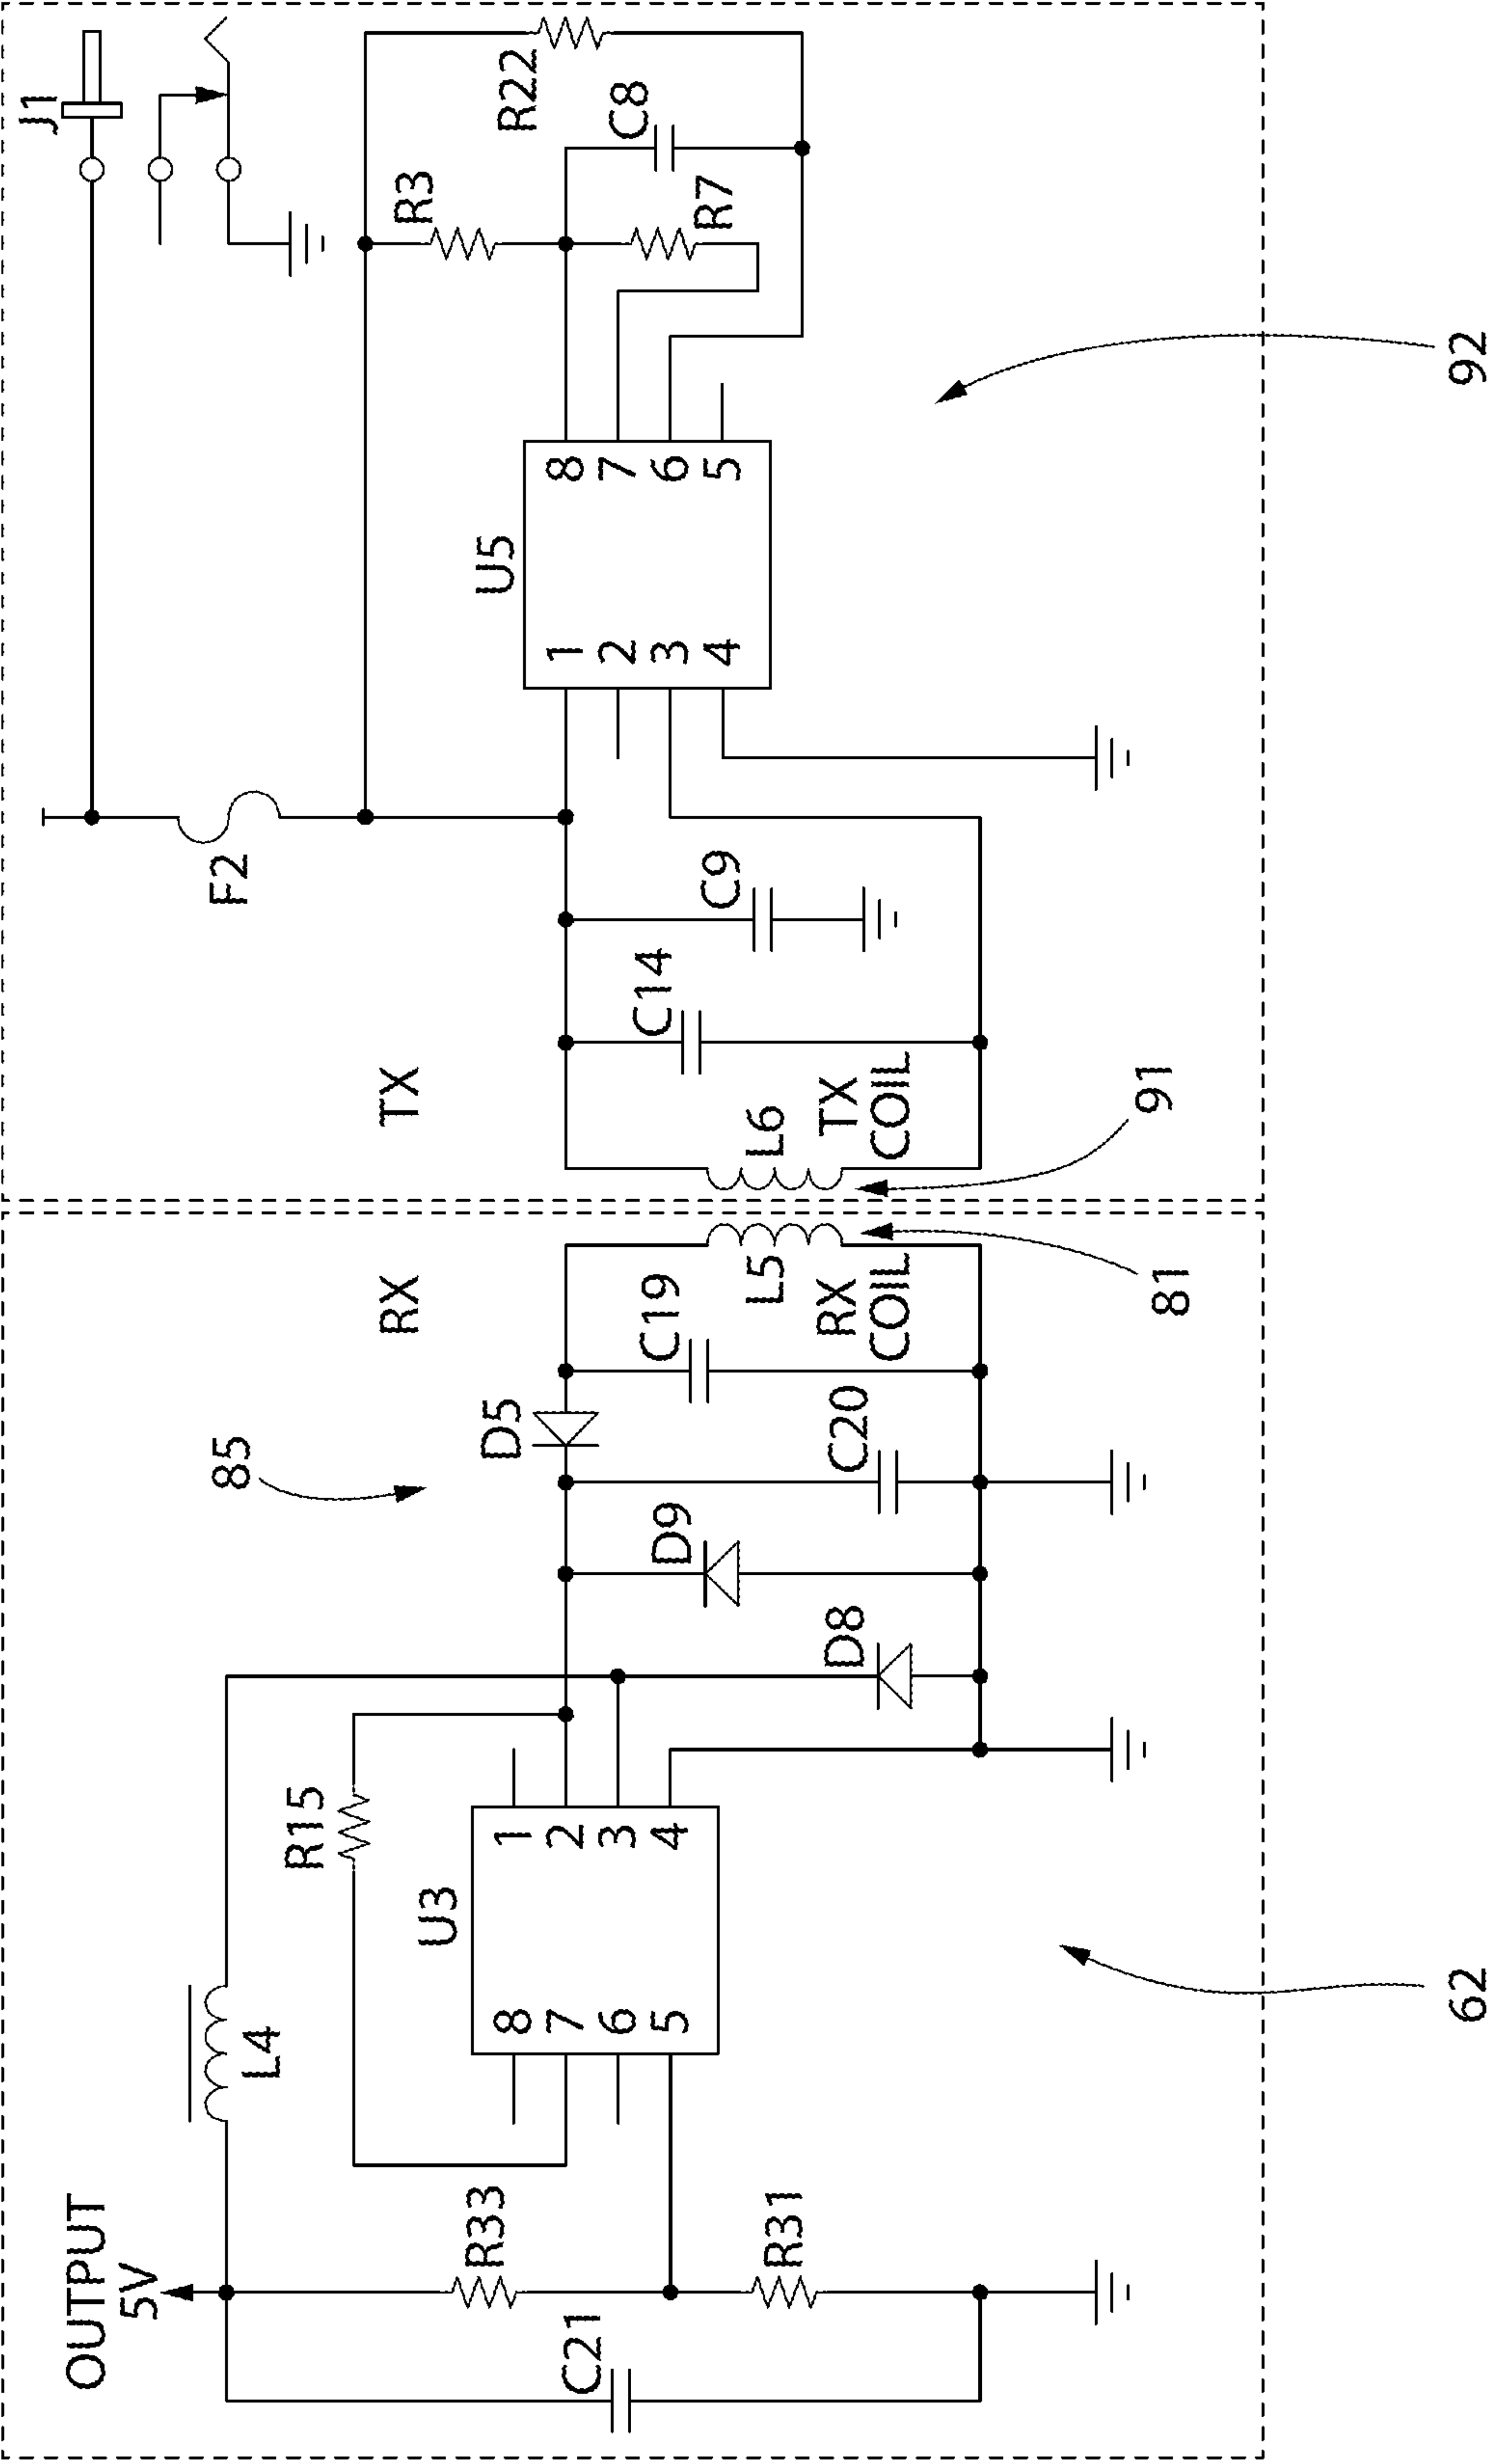 OUTPUT
5V
L4
85
RX
TX
F2
J1
R15
U3
1
2
3
4
8
7
6
5
R33
R31
C21
D8
D9
D5
C20
C19
L5
RX
COIL
L6
TX
COIL
C14
C9
U5
1
2
3
4
8
7
6
5
R3
R22
C8
R7
62
81
91
92